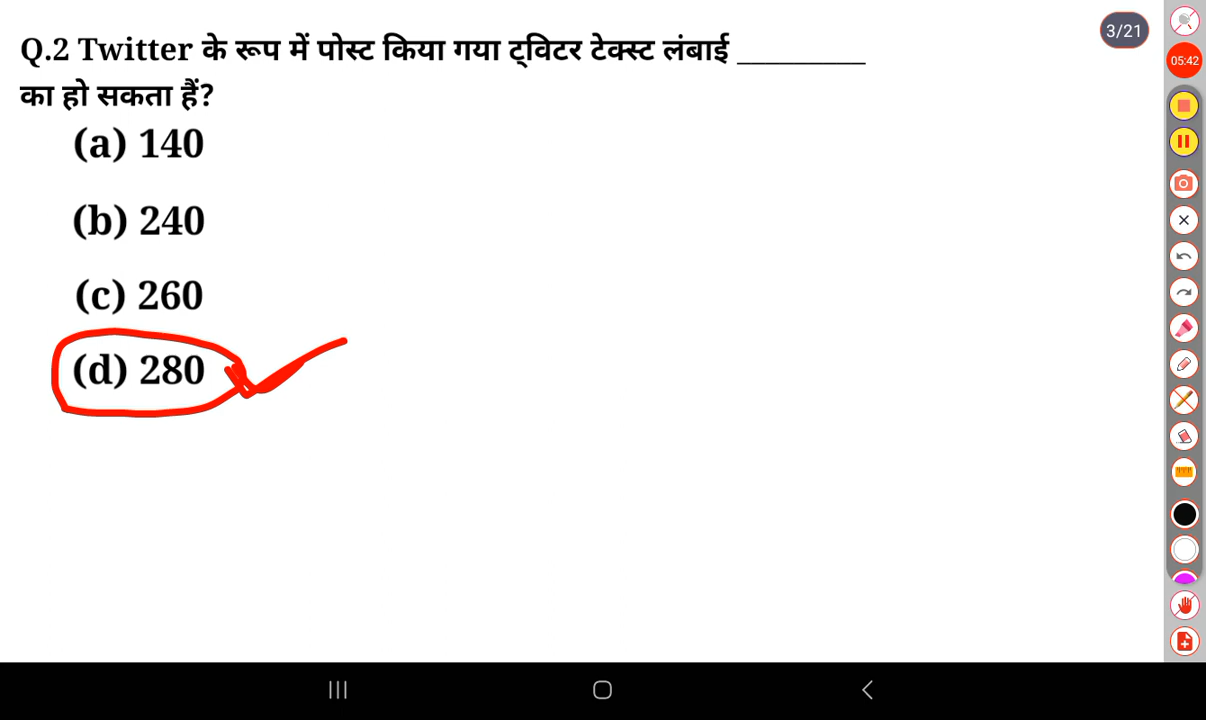 Q.2 Twitter के रूप में पोस्ट किया गया ट्विटर टेक्स्ट लंबाई _________
का हो सकता हैं?
(a) 140
(b) 240
(c) 260
(d) 280
3/21
05:42